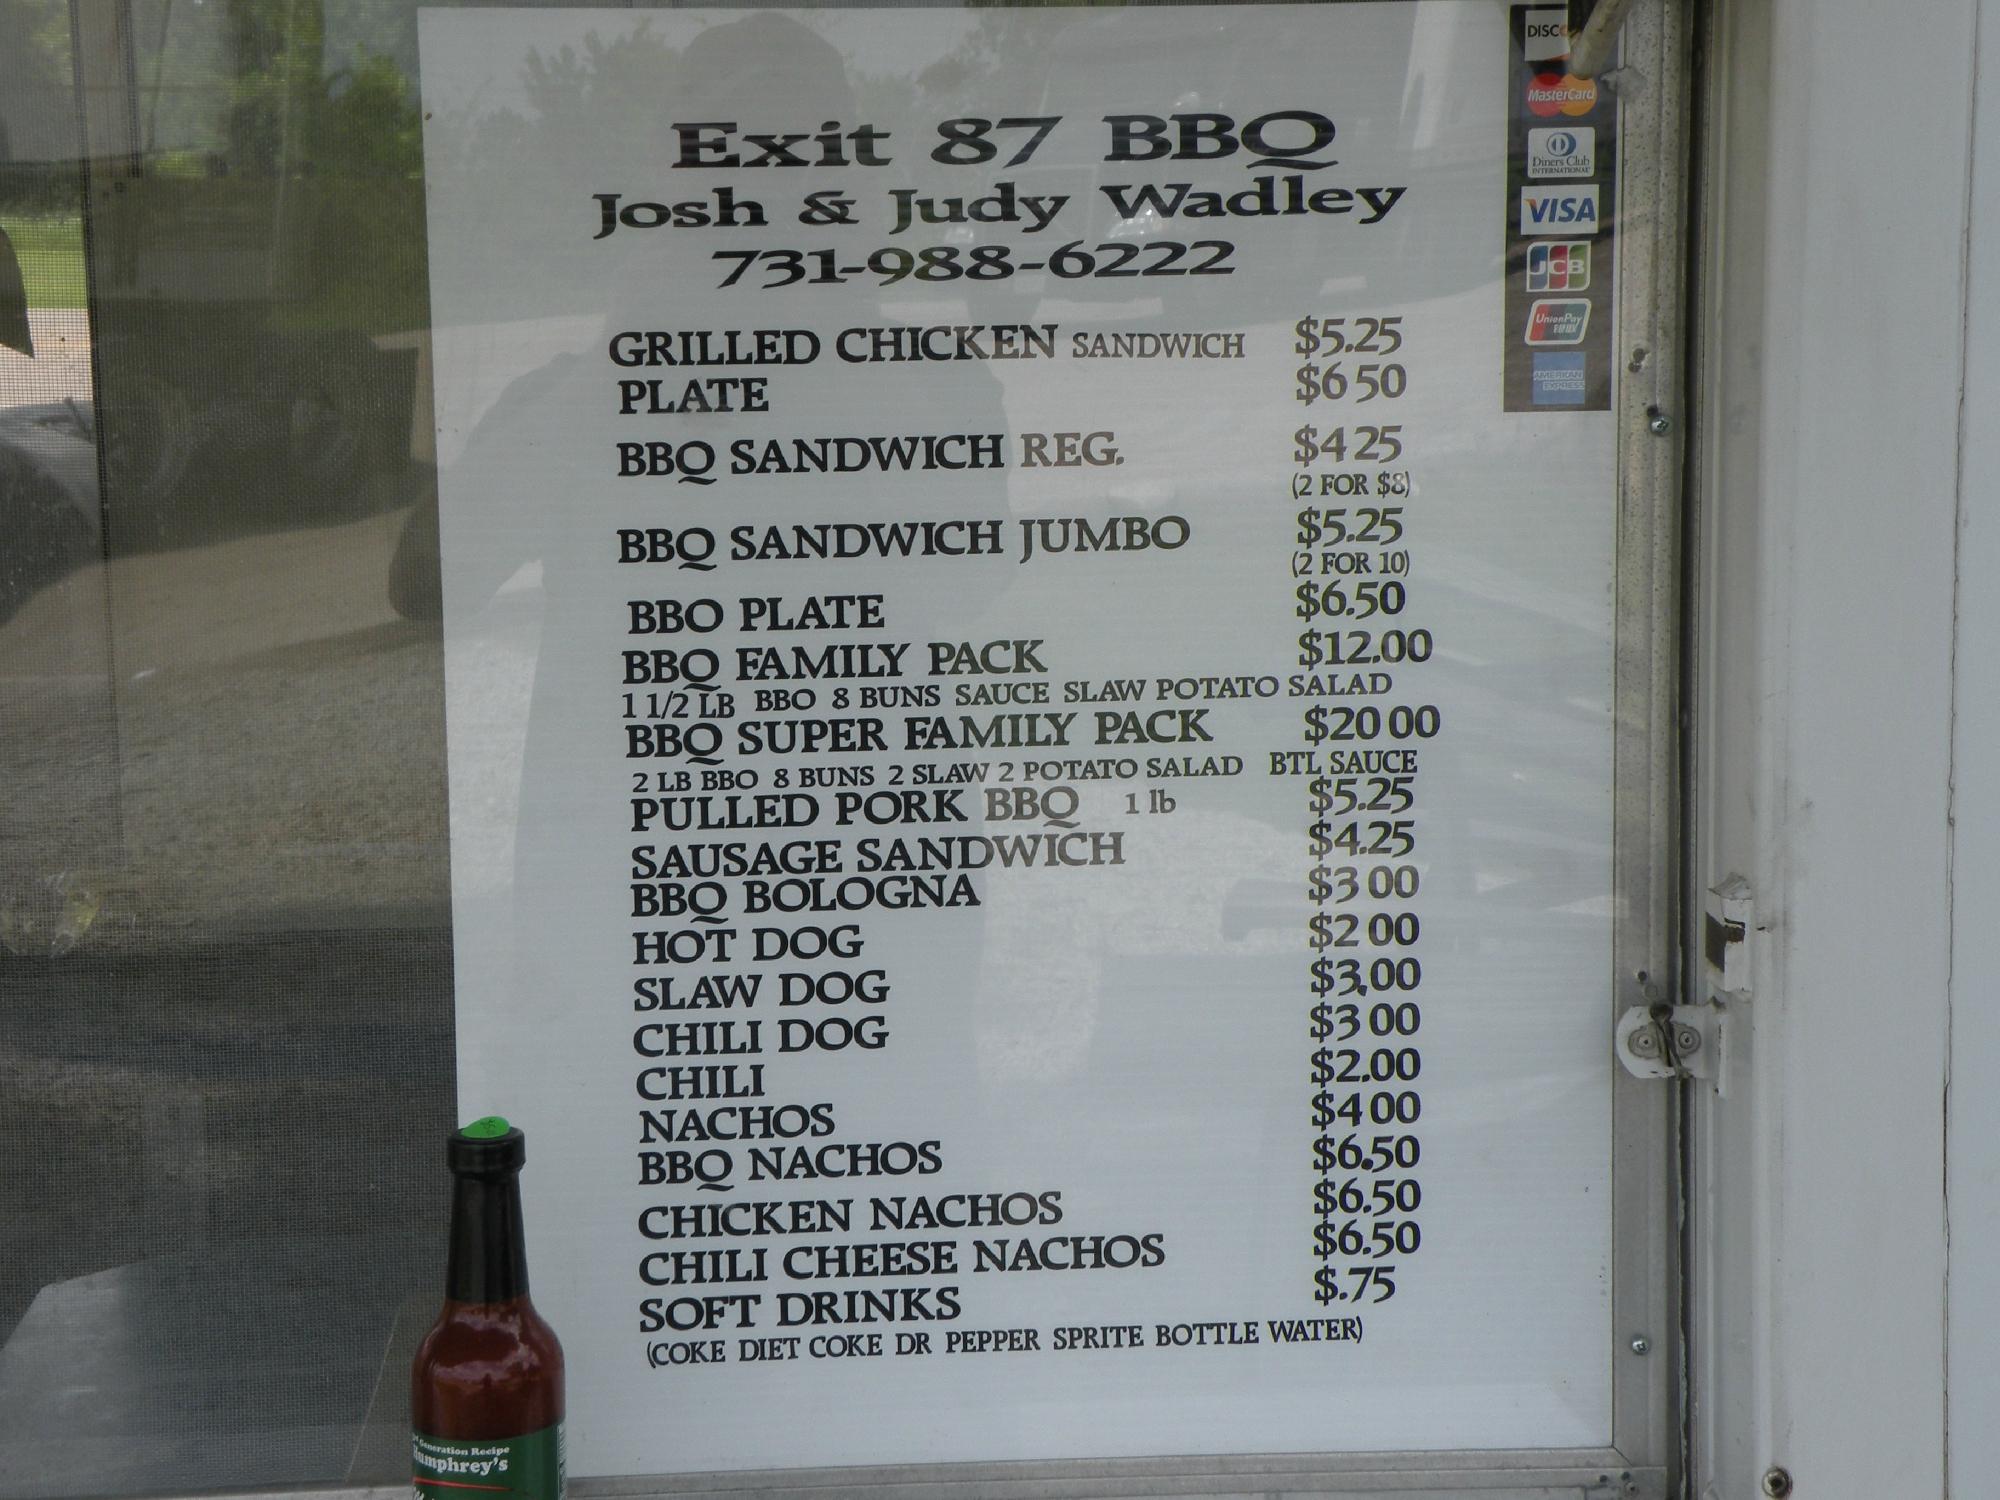 Exit 87 BBQ
Josh & Judy Wadley
731-988-6222
GRILLED CHICKEN SANDWICH $5.25
PLATE $6 50
BBQ SANDWICH REG. $4 25
(2 FOR $8)
BBQ SANDWICH JUMBO $5.25
(2 FOR 10)
BBO PLATE $6.50
BBQ FAMILY PACK $12.00
1 1/2 LB BBO 8 BUNS SAUCE SLAW POTATO SALAD
BBQ SUPER FAMILY PACK $20 00
2 LB BBO 8 BUNS 2 SLAW 2 POTATO SALAD BTL SAUCE
PULLED PORK BBQ 1 lb $5.25
SAUSAGE SANDWICH $4.25
BBQ BOLOGNA $3 00
HOT DOG $2 00
SLAW DOG $3.00
CHILI DOG $3 00
CHILI $2.00
NACHOS $4 00
BBQ NACHOS $6.50
CHICKEN NACHOS $6.50
CHILI CHEESE NACHOS $6.50
SOFT DRINKS $.75
(COKE DIET COKE DR PEPPER SPRITE BOTTLE WATER)
DISC
MasterCard
Diners Club
INTERNATIONAL
VISA
JCB
UnionPay
银联
AMERICAN
EXPRESS
Generation Recipe
Humphrey's